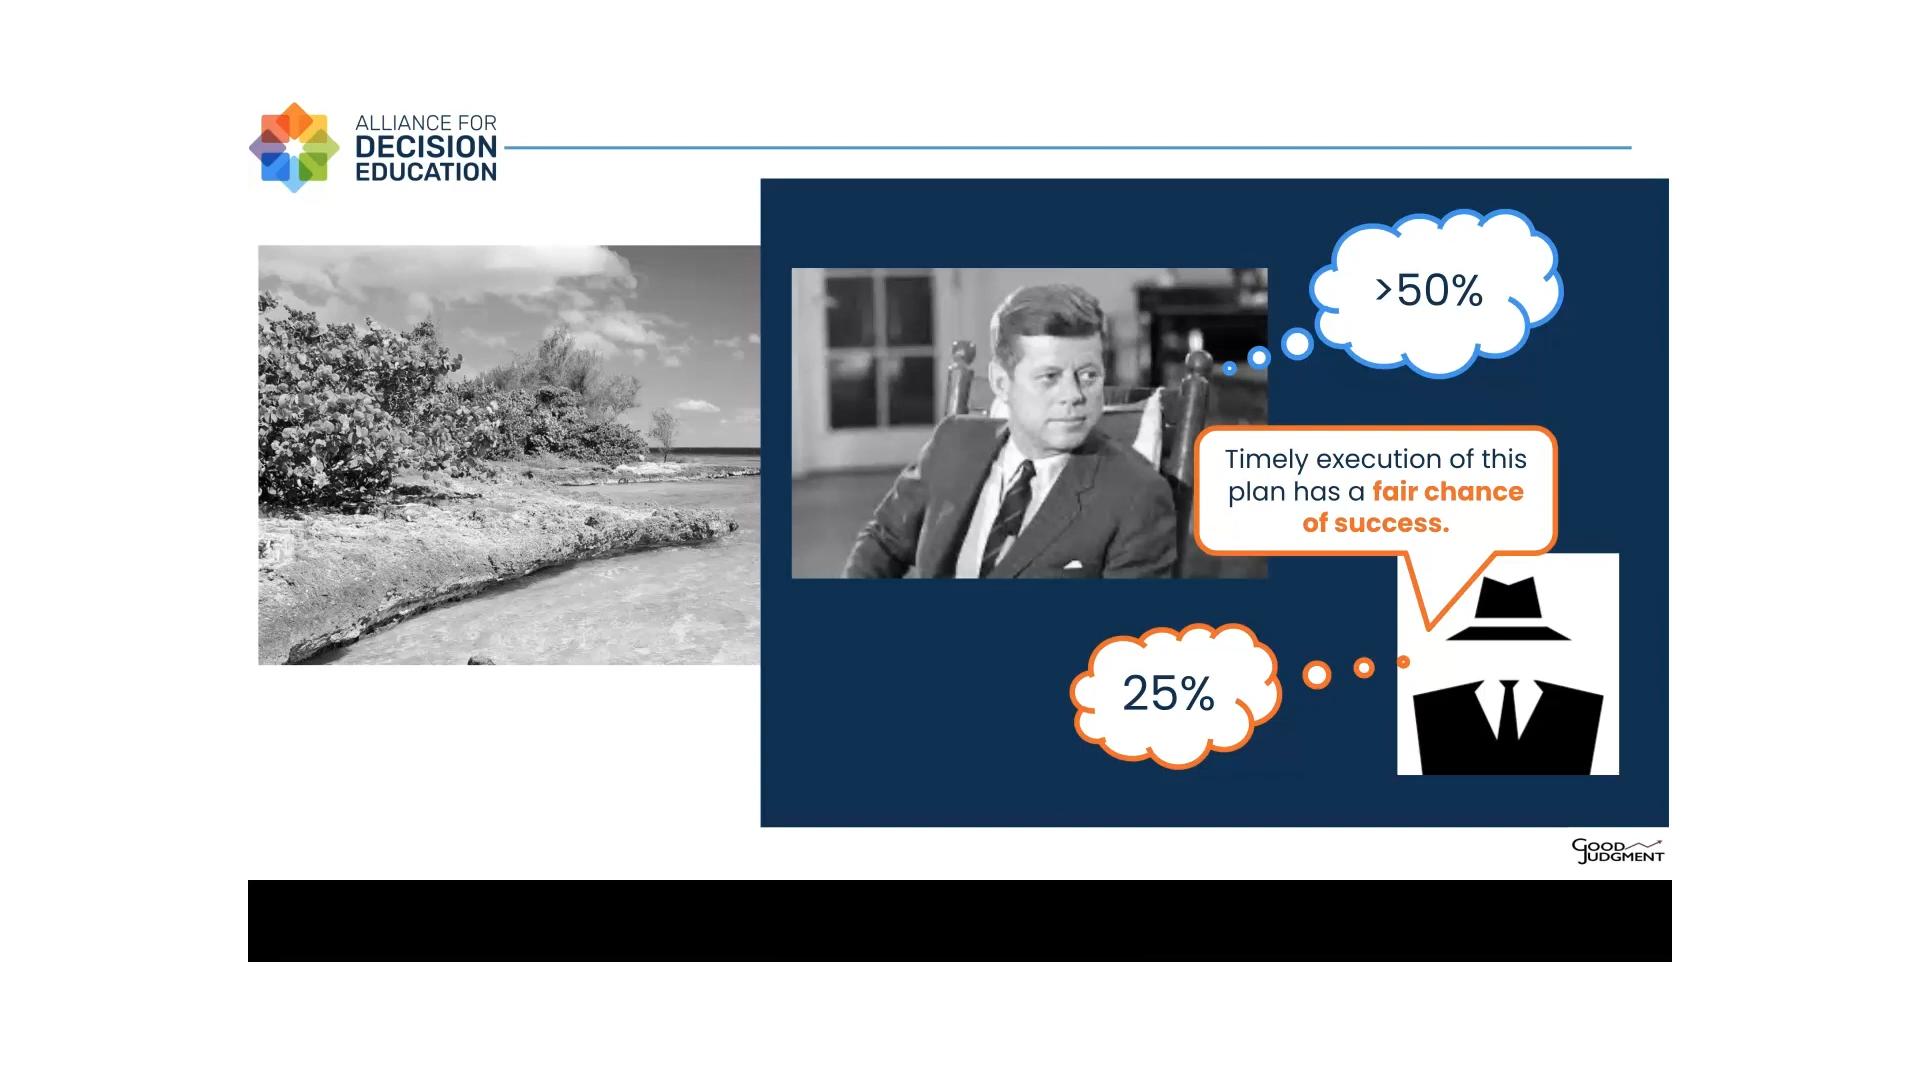 ALLIANCE FOR
DECISION
EDUCATION
>50%
Timely execution of this
plan has a fair chance
of success.
25%
GOOD
JUDGMENT